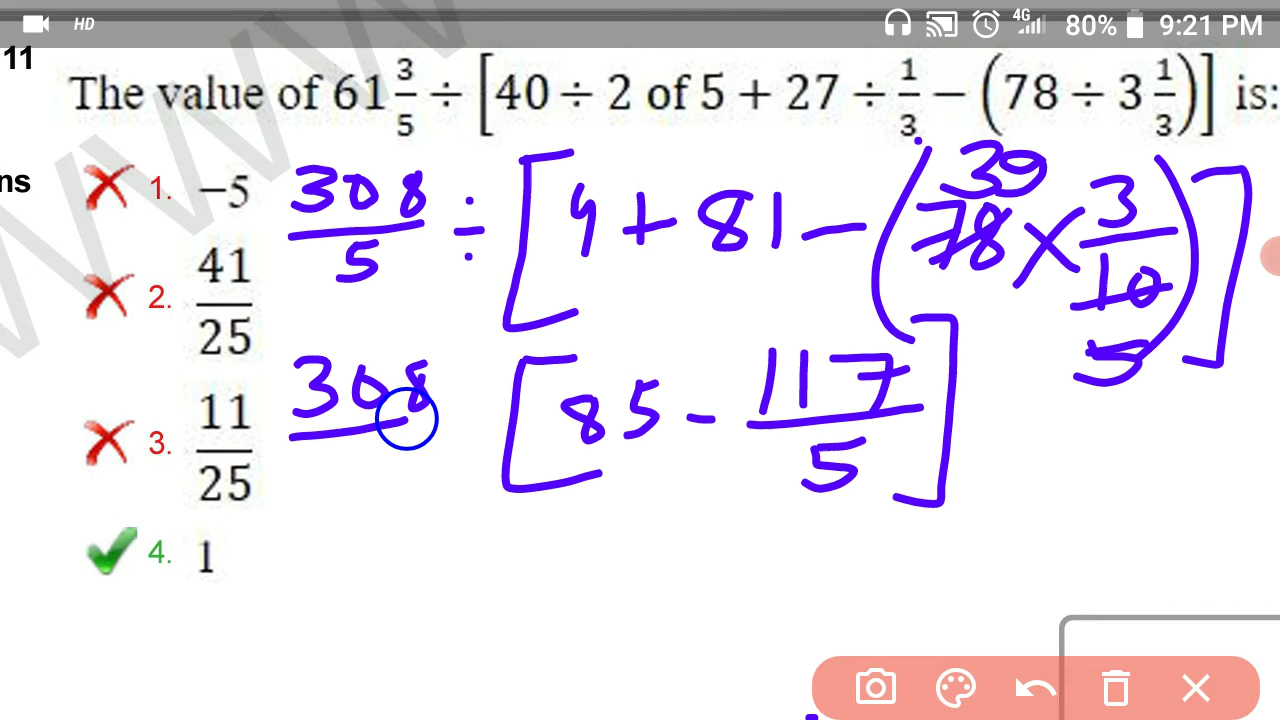 HD 4G 80% 9:21 PM
11
The value of 61 3/5 ÷ [40 ÷ 2 of 5 + 27 ÷ 1/3 − (78 ÷ 3 1/3)] is:
ns
1. −5
308/5 ÷ [4 + 81 − (78 39 × 3/10 5)]
2. 41/25
308 [85 - 117/5]
3. 11/25
4. 1